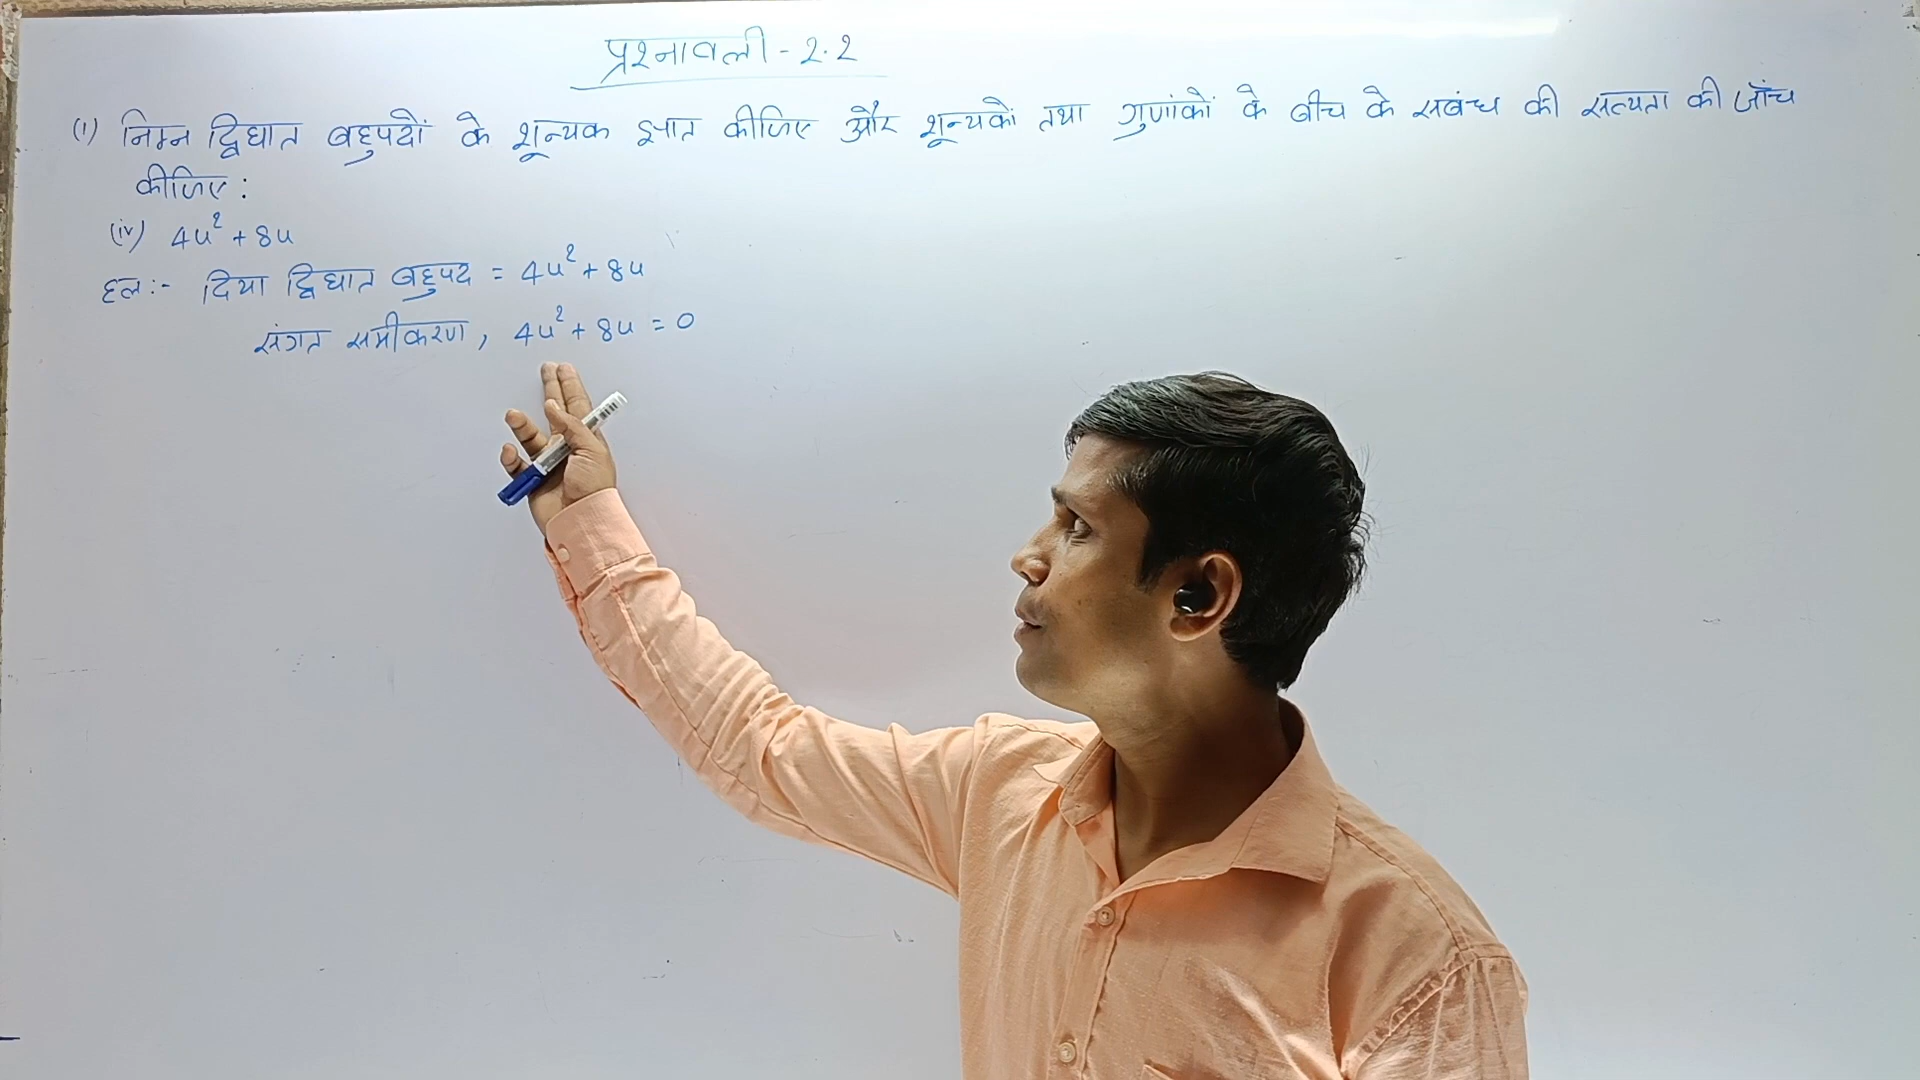 प्रश्नावली - 2.2
(1) निम्न द्विघात बहुपदों के शून्यक ज्ञात कीजिए और शून्यकों तथा गुणांकों के बीच के सबंध की सत्यता की जाँच
कीजिए :
(iv) 4u² + 8u
हल :- दिया द्विघात बहुपद = 4u² + 8u
संगत समीकरण, 4u² + 8u = 0